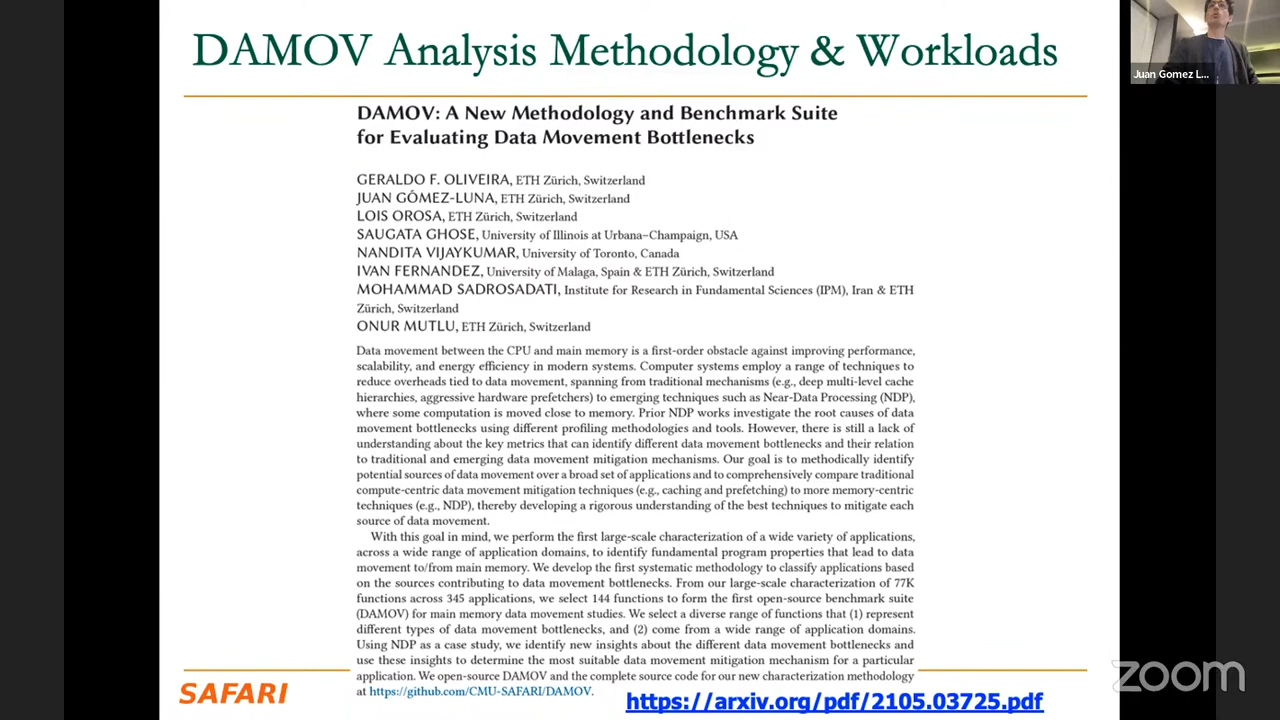 DAMOV Analysis Methodology & Workloads
Juan Gomez L...
DAMOV: A New Methodology and Benchmark Suite
for Evaluating Data Movement Bottlenecks
GERALDO F. OLIVEIRA, ETH Zürich, Switzerland
JUAN GÓMEZ-LUNA, ETH Zürich, Switzerland
LOIS OROSA, ETH Zürich, Switzerland
SAUGATA GHOSE, University of Illinois at Urbana–Champaign, USA
NANDITA VIJAYKUMAR, University of Toronto, Canada
IVAN FERNANDEZ, University of Malaga, Spain & ETH Zürich, Switzerland
MOHAMMAD SADROSADATI, Institute for Research in Fundamental Sciences (IPM), Iran & ETH
Zürich, Switzerland
ONUR MUTLU, ETH Zürich, Switzerland
Data movement between the CPU and main memory is a first-order obstacle against improving performance,
scalability, and energy efficiency in modern systems. Computer systems employ a range of techniques to
reduce overheads tied to data movement, spanning from traditional mechanisms (e.g., deep multi-level cache
hierarchies, aggressive hardware prefetchers) to emerging techniques such as Near-Data Processing (NDP),
where some computation is moved close to memory. Prior NDP works investigate the root causes of data
movement bottlenecks using different profiling methodologies and tools. However, there is still a lack of
understanding about the key metrics that can identify different data movement bottlenecks and their relation
to traditional and emerging data movement mitigation mechanisms. Our goal is to methodically identify
potential sources of data movement over a broad set of applications and to comprehensively compare traditional
compute-centric data movement mitigation techniques (e.g., caching and prefetching) to more memory-centric
techniques (e.g., NDP), thereby developing a rigorous understanding of the best techniques to mitigate each
source of data movement.
With this goal in mind, we perform the first large-scale characterization of a wide variety of applications,
across a wide range of application domains, to identify fundamental program properties that lead to data
movement to/from main memory. We develop the first systematic methodology to classify applications based
on the sources contributing to data movement bottlenecks. From our large-scale characterization of 77K
functions across 345 applications, we select 144 functions to form the first open-source benchmark suite
(DAMOV) for main memory data movement studies. We select a diverse range of functions that (1) represent
different types of data movement bottlenecks, and (2) come from a wide range of application domains.
Using NDP as a case study, we identify new insights about the different data movement bottlenecks and
use these insights to determine the most suitable data movement mitigation mechanism for a particular
application. We open-source DAMOV and the complete source code for our new characterization methodology
at https://github.com/CMU-SAFARI/DAMOV.
SAFARI
https://arxiv.org/pdf/2105.03725.pdf
zoom